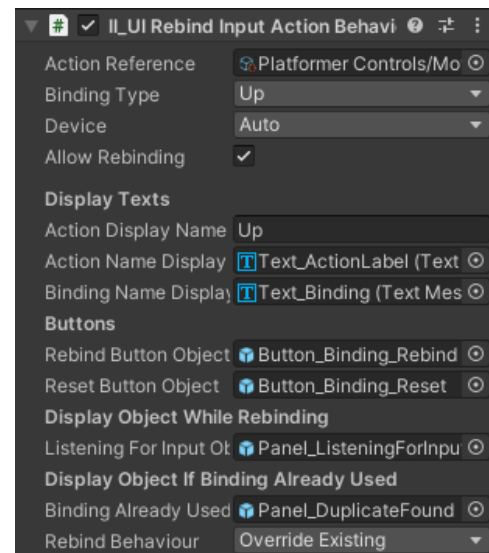 # II_UI Rebind Input Action Behavi
Action Reference Platformer Controls/Mo
Binding Type Up
Device Auto
Allow Rebinding
Display Texts
Action Display Name Up
Action Name Display Text_ActionLabel (Text
Binding Name Display Text_Binding (Text Mes
Buttons
Rebind Button Object Button_Binding_Rebind
Reset Button Object Button_Binding_Reset
Display Object While Rebinding
Listening For Input Ob Panel_ListeningForInpu
Display Object If Binding Already Used
Binding Already Used Panel_DuplicateFound
Rebind Behaviour Override Existing